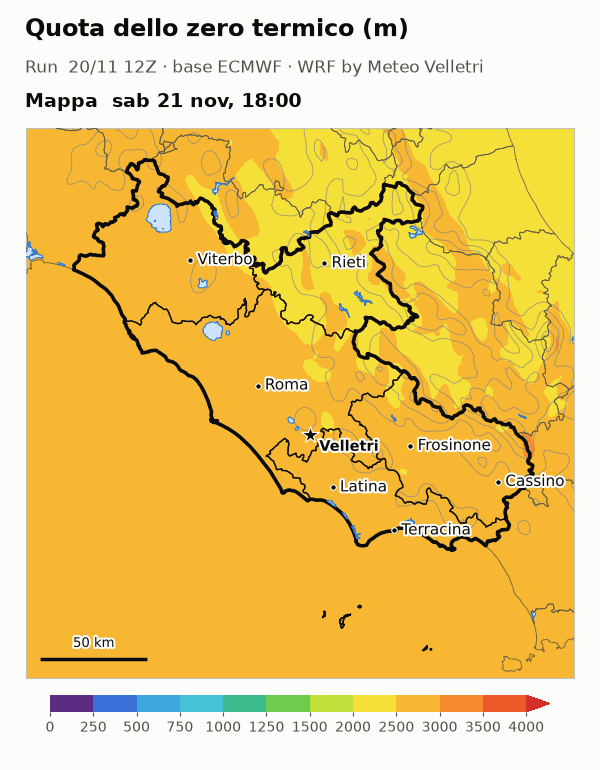 Quota dello zero termico (m)
Run  20/11 12Z · base ECMWF · WRF by Meteo Velletri
Mappa  sab 21 nov, 18:00
Viterbo
Rieti
Roma
Velletri
Frosinone
Cassino
Latina
Terracina
50 km
0 250 500 750 1000 1250 1500 2000 2500 3000 3500 4000